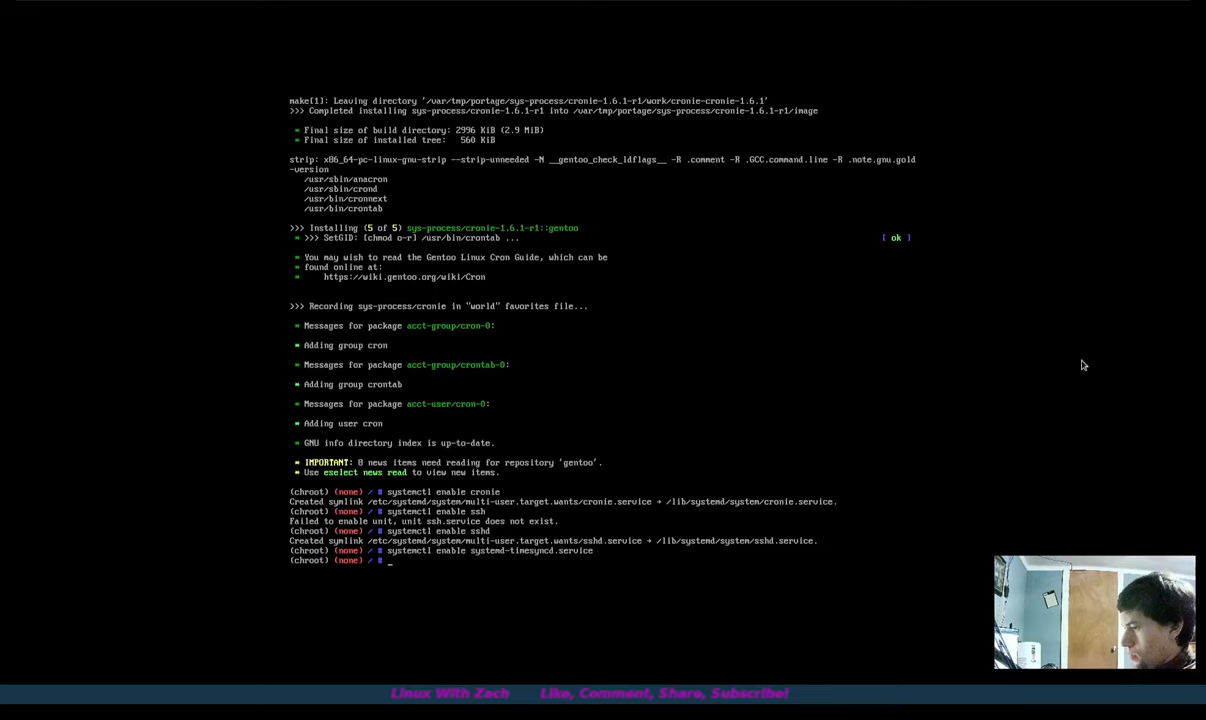 make[1]: Leaving directory '/var/tmp/portage/sys-process/cronie-1.6.1-r1/work/cronie-cronie-1.6.1'
>>> Completed installing sys-process/cronie-1.6.1-r1 into /var/tmp/portage/sys-process/cronie-1.6.1-r1/image
* Final size of build directory: 2996 KiB (2.9 MiB)
* Final size of installed tree:   560 KiB
strip: x86_64-pc-linux-gnu-strip --strip-unneeded -N __gentoo_check_ldflags__ -R .comment -R .GCC.command.line -R .note.gnu.gold
-version
/usr/sbin/anacron
/usr/sbin/crond
/usr/bin/cronnext
/usr/bin/crontab
>>> Installing (5 of 5) sys-process/cronie-1.6.1-r1::gentoo
* >>> SetGID: [chmod o-r] /usr/bin/crontab ... [ ok ]
* You may wish to read the Gentoo Linux Cron Guide, which can be
* found online at:
*     https://wiki.gentoo.org/wiki/Cron
>>> Recording sys-process/cronie in "world" favorites file...
* Messages for package acct-group/cron-0:
* Adding group cron
* Messages for package acct-group/crontab-0:
* Adding group crontab
* Messages for package acct-user/cron-0:
* Adding user cron
* GNU info directory index is up-to-date.
* IMPORTANT: 8 news items need reading for repository 'gentoo'.
* Use eselect news read to view new items.
(chroot) (none) / # systemctl enable cronie
Created symlink /etc/systemd/system/multi-user.target.wants/cronie.service → /lib/systemd/system/cronie.service.
(chroot) (none) / # systemctl enable ssh
Failed to enable unit, unit ssh.service does not exist.
(chroot) (none) / # systemctl enable sshd
Created symlink /etc/systemd/system/multi-user.target.wants/sshd.service → /lib/systemd/system/sshd.service.
(chroot) (none) / # systemctl enable systemd-timesyncd.service
(chroot) (none) / # _
Linux With Zach Like, Comment, Share, Subscribe!